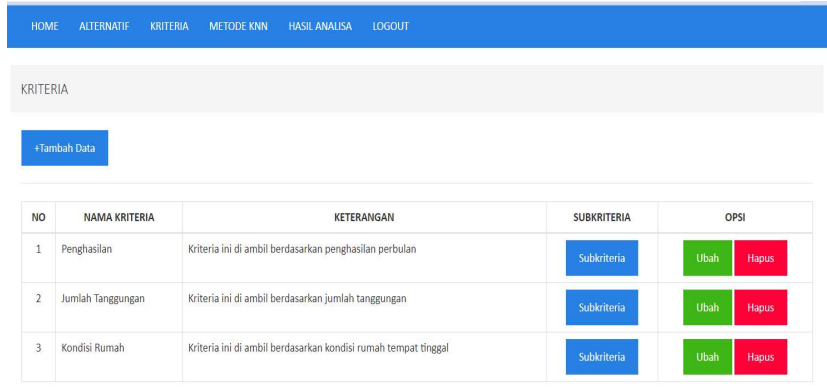 HOME ALTERNATIF KRITERIA METODE KNN HASIL ANALISA LOGOUT
KRITERIA
+Tambah Data
NO NAMA KRITERIA KETERANGAN SUBKRITERIA OPSI
1 Penghasilan Kriteria ini di ambil berdasarkan penghasilan perbulan Subkriteria Ubah Hapus
2 Jumlah Tanggungan Kriteria ini di ambil berdasarkan jumlah tanggungan Subkriteria Ubah Hapus
3 Kondisi Rumah Kriteria ini di ambil berdasarkan kondisi rumah tempat tinggal Subkriteria Ubah Hapus